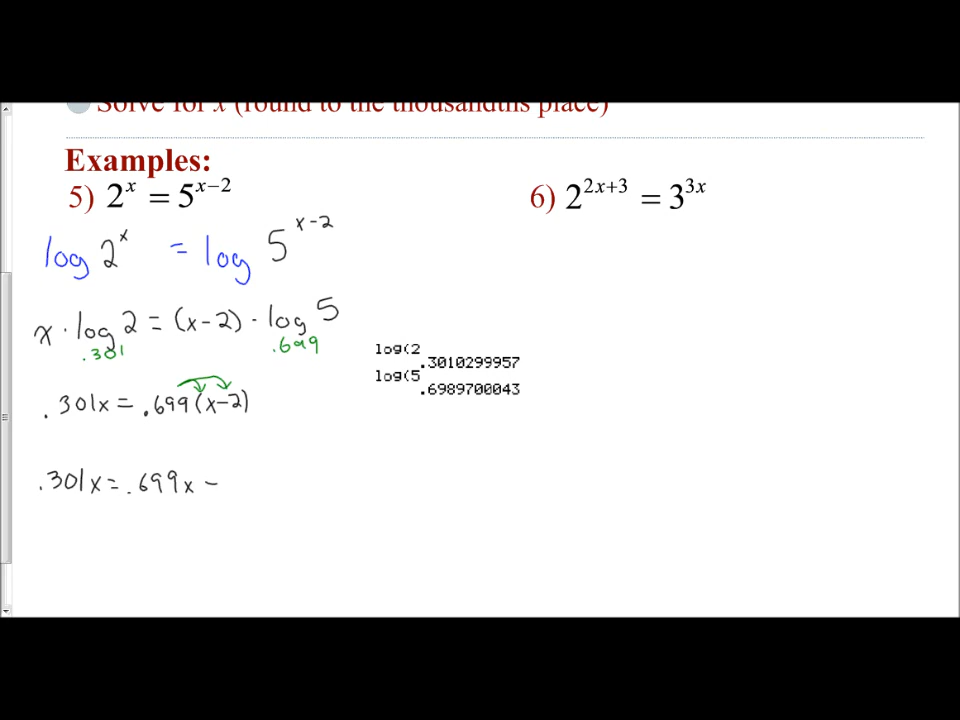 Solve for x (round to the thousandths place)
Examples:
5) 2^x = 5^{x-2}
log 2^x = log 5^{x-2}
x · log 2 = (x-2) · log 5
.301 .699
.301x = .699(x-2)
.301x = .699x -
log(2
.3010299957
log(5
.6989700043
6) 2^{2x+3} = 3^{3x}